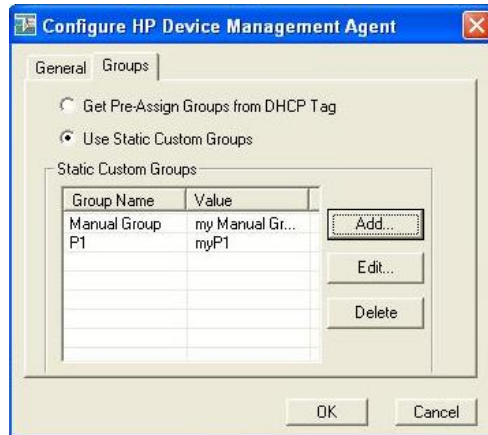 Configure HP Device Management Agent
General Groups
Get Pre-Assign Groups from DHCP Tag
Use Static Custom Groups
Static Custom Groups
Group Name Value
Manual Group my Manual Gr...
P1 myP1
Add...
Edit...
Delete
OK Cancel